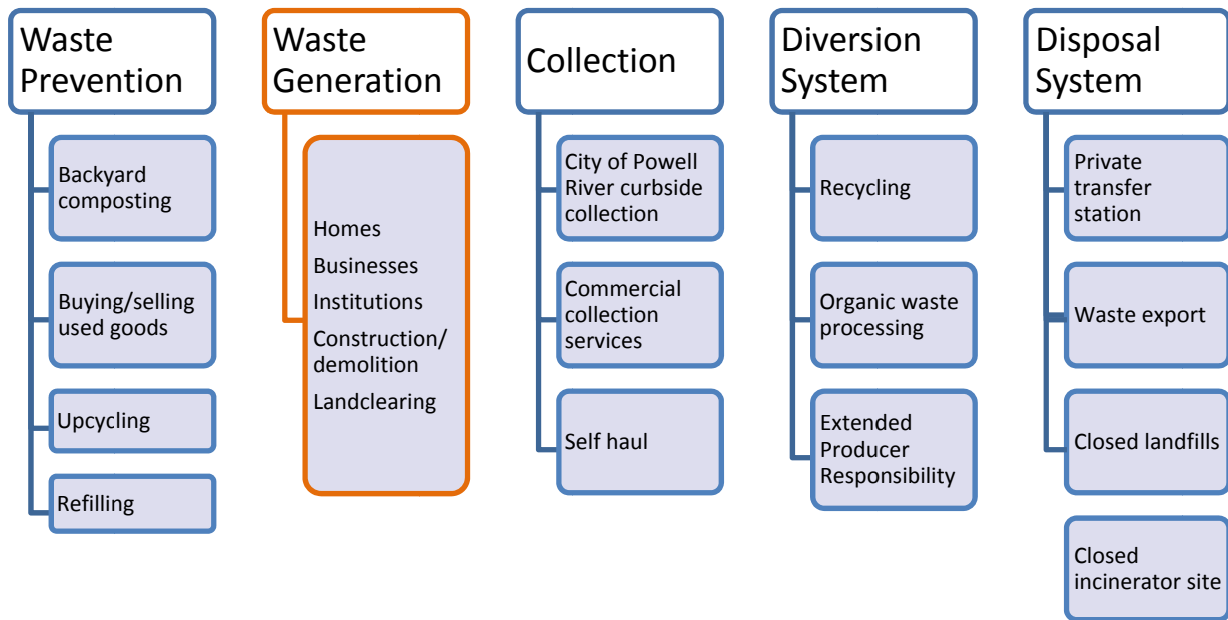 Waste
Prevention
Backyard
composting
Buying/selling
used goods
Upcycling
Refilling
Waste
Generation
Homes
Businesses
Institutions
Construction/
demolition
Landclearing
Collection
City of Powell
River curbside
collection
Commercial
collection
services
Self haul
Diversion
System
Recycling
Organic waste
processing
Extended
Producer
Responsibility
Disposal
System
Private
transfer
station
Waste export
Closed landfills
Closed
incinerator site